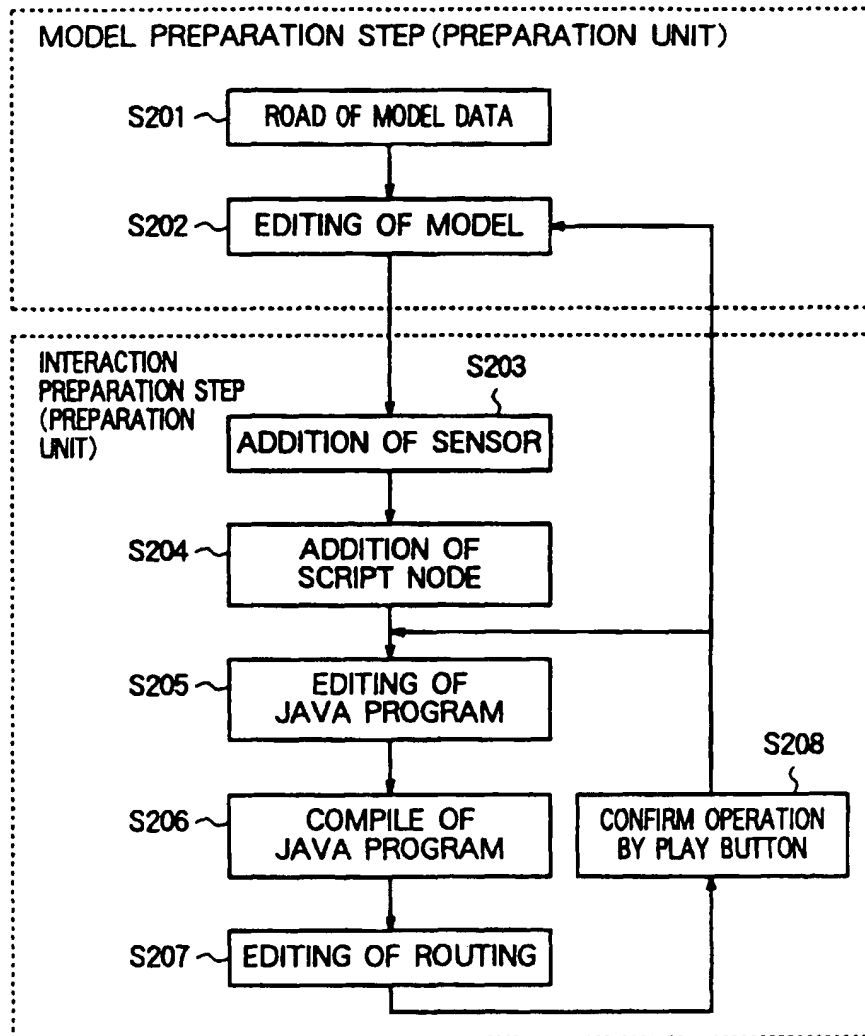 MODEL PREPARATION STEP (PREPARATION UNIT)
S201
ROAD OF MODEL DATA
S202
EDITING OF MODEL
INTERACTION
PREPARATION STEP
(PREPARATION
UNIT)
S203
ADDITION OF SENSOR
S204
ADDITION OF
SCRIPT NODE
S205
EDITING OF
JAVA PROGRAM
S206
COMPILE OF
JAVA PROGRAM
S208
CONFIRM OPERATION
BY PLAY BUTTON
S207
EDITING OF ROUTING